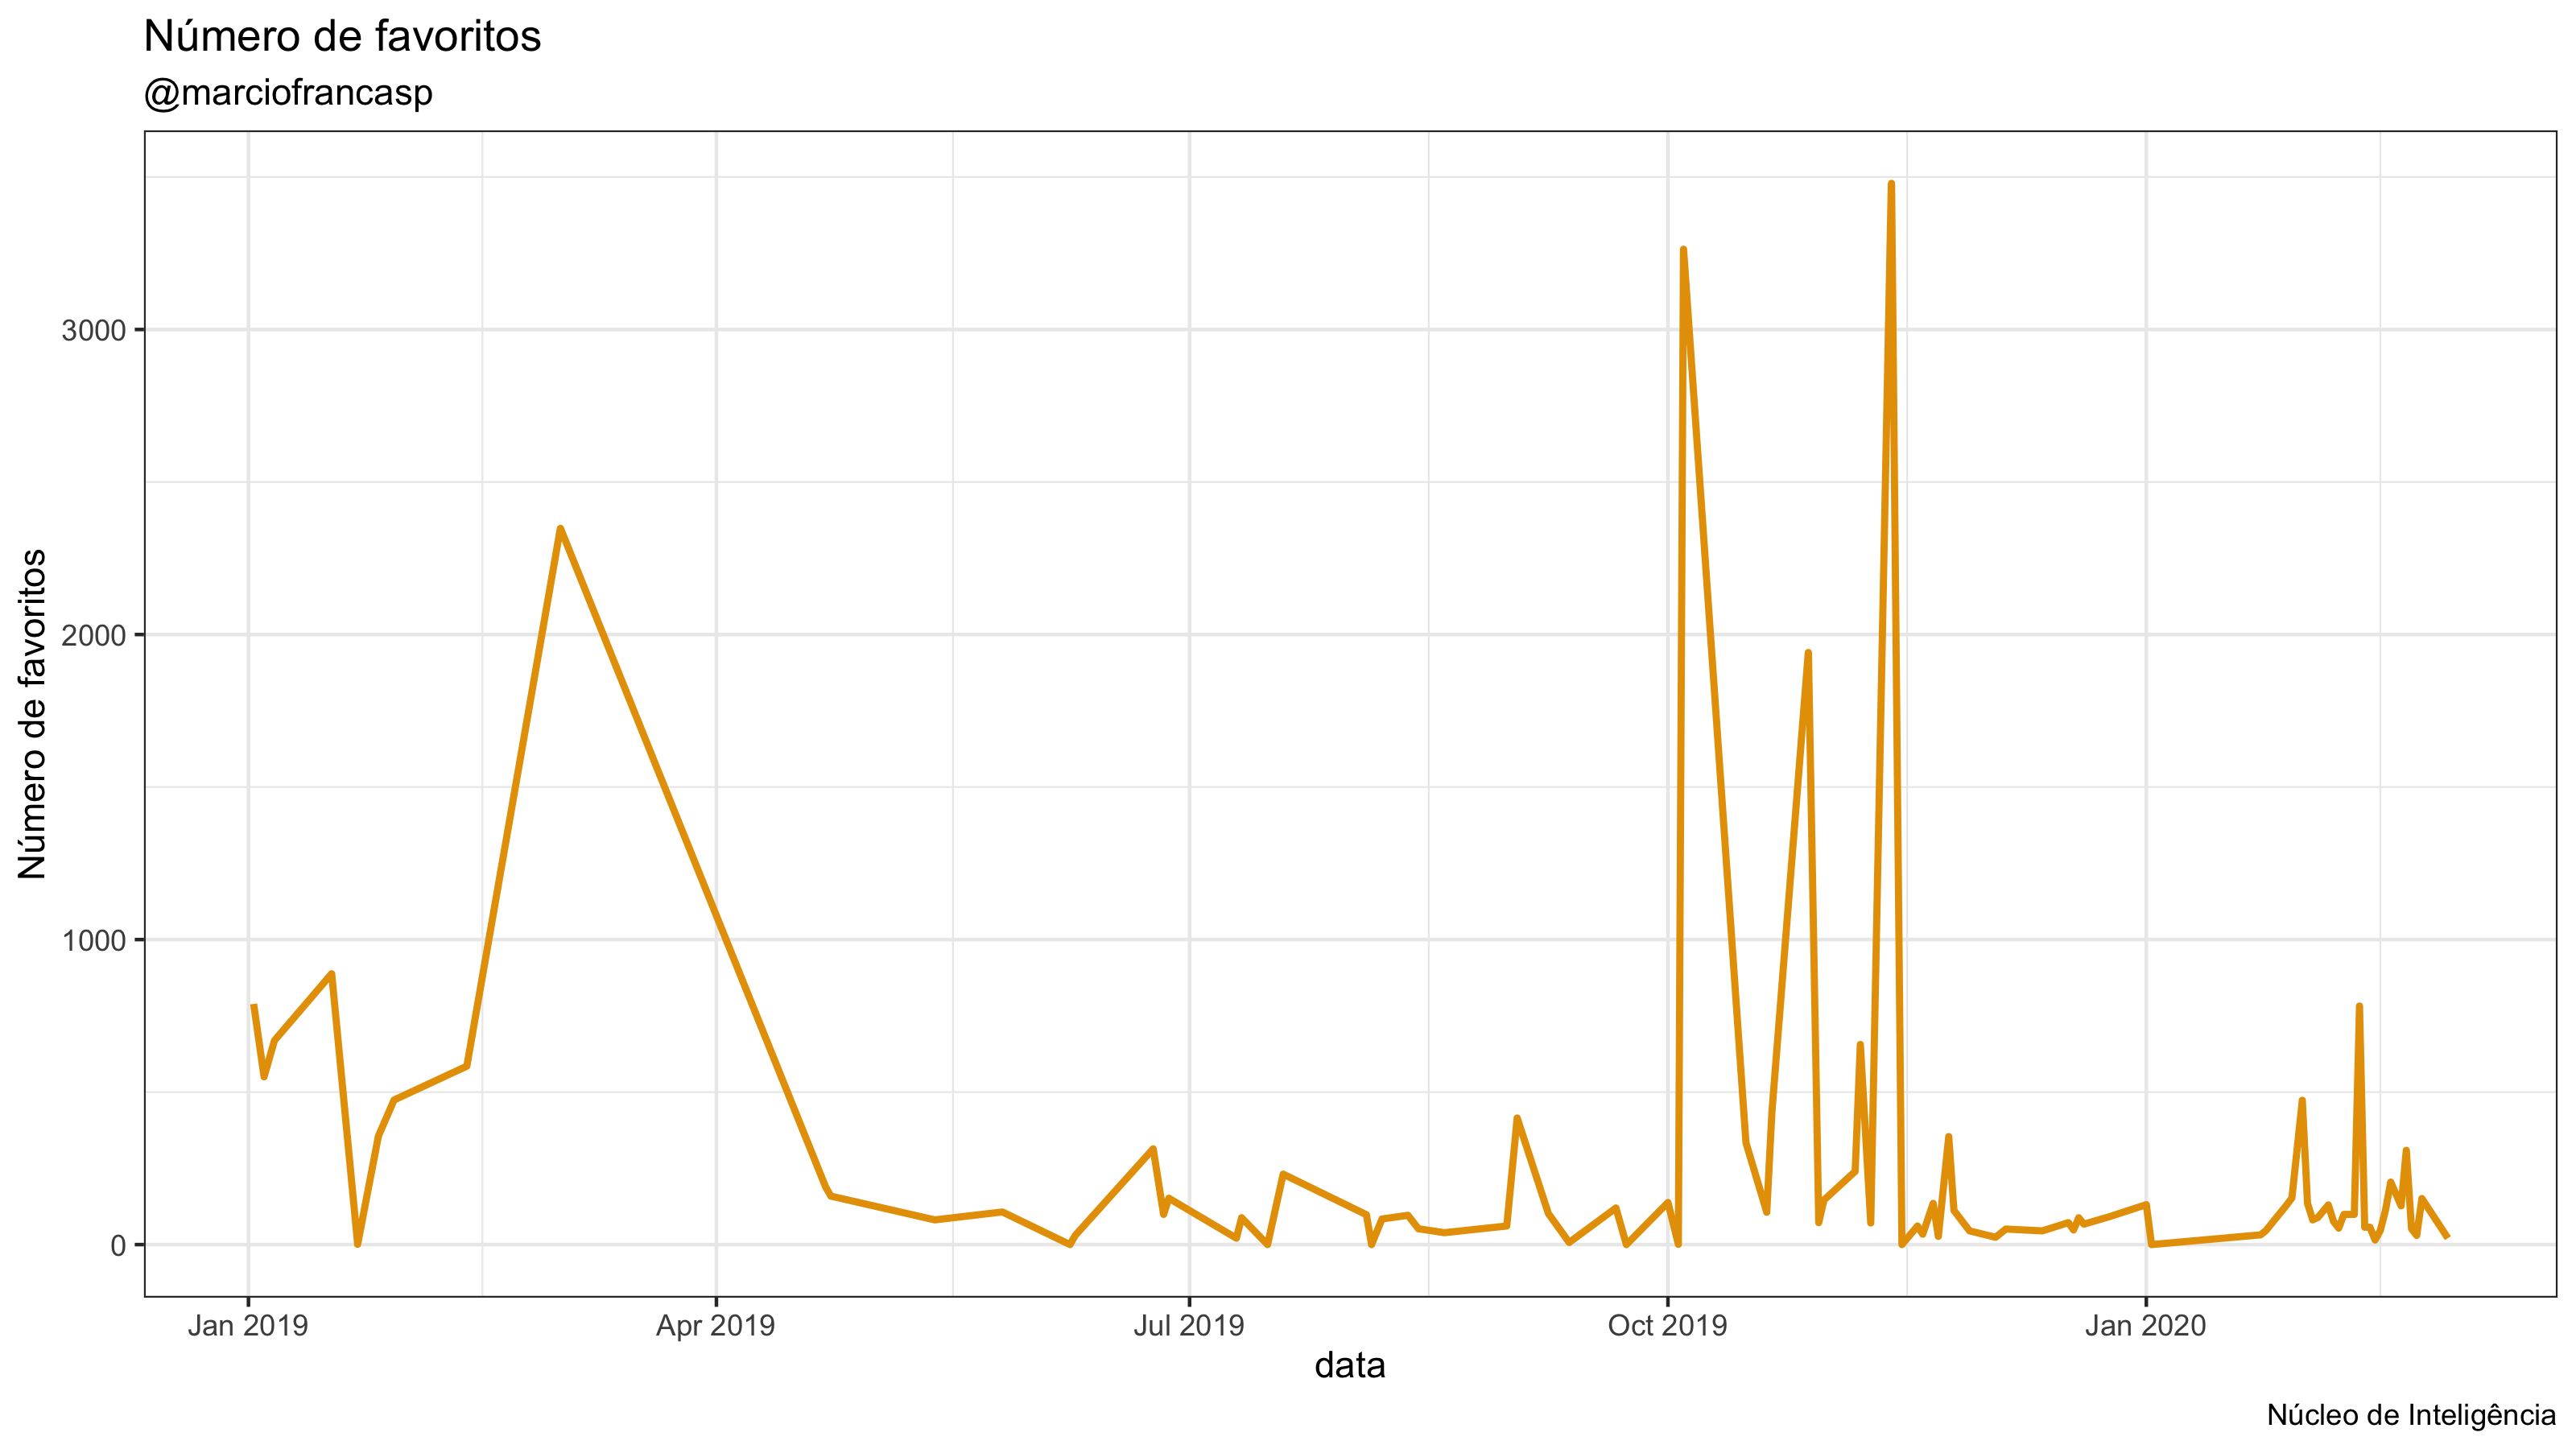 Número de favoritos
@marciofrancasp
Número de favoritos
3000
2000
1000
0
Jan 2019
Apr 2019
Jul 2019
Oct 2019
Jan 2020
data
Núcleo de Inteligência